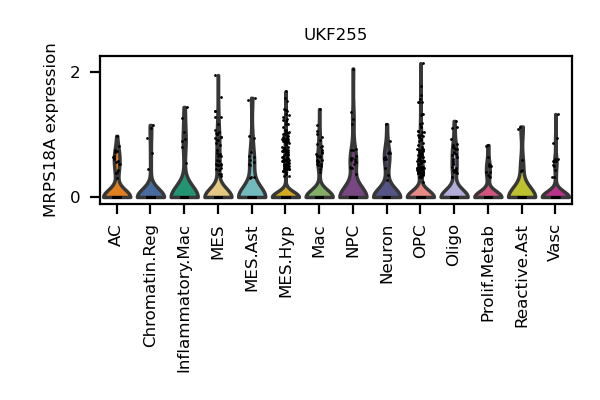 UKF255
MRPS18A expression
2
0
AC
Chromatin.Reg
Inflammatory.Mac
MES
MES.Ast
MES.Hyp
Mac
NPC
Neuron
OPC
Oligo
Prolif.Metab
Reactive.Ast
Vasc